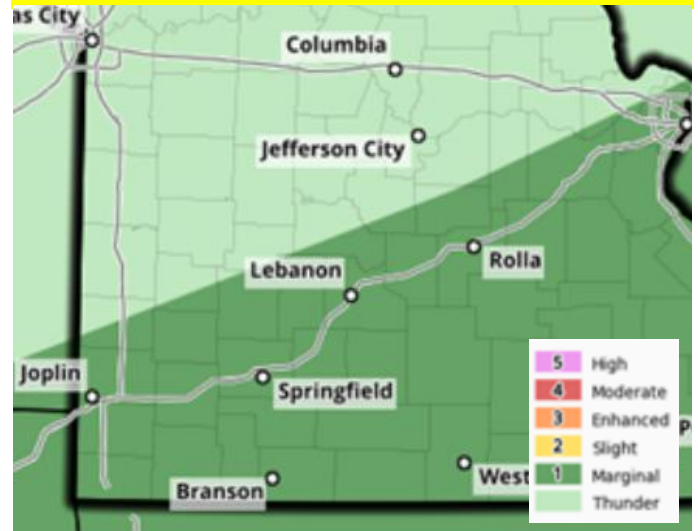 as City
Columbia
Jefferson City
Lebanon
Rolla
Joplin
Springfield
Branson
West
5 High
4 Moderate
3 Enhanced
2 Slight
1 Marginal
Thunder
P